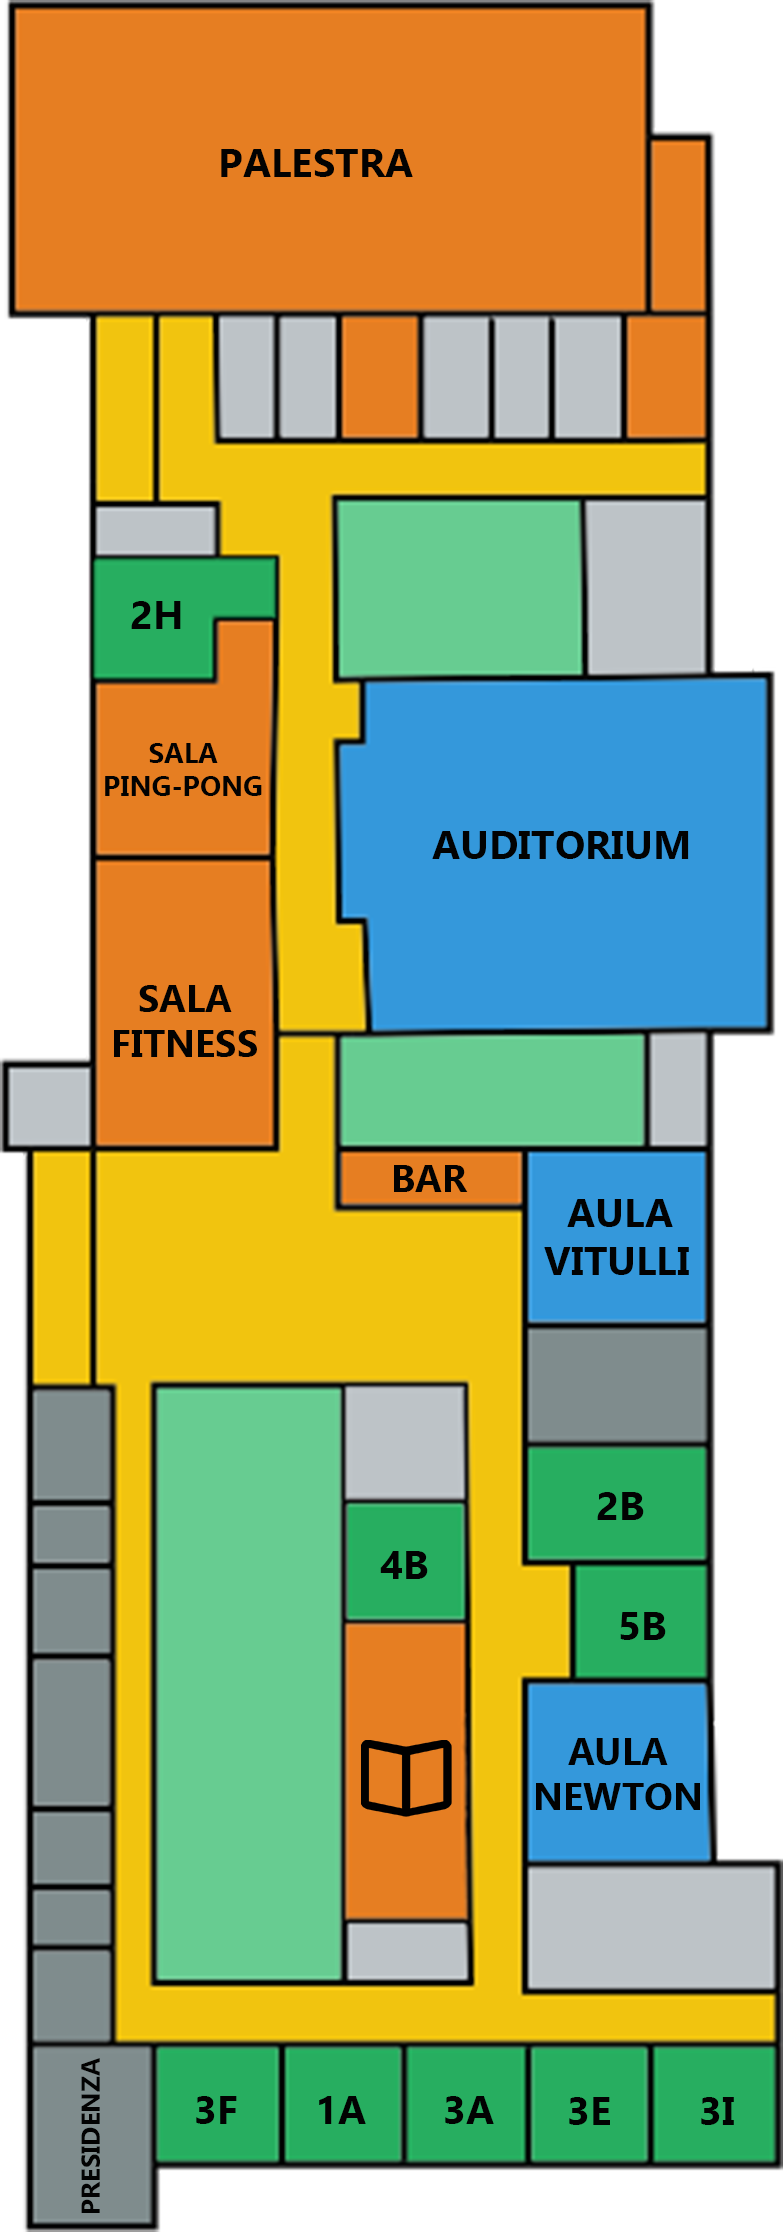 PALESTRA
2H
SALA
PING-PONG
AUDITORIUM
SALA
FITNESS
BAR
AULA
VITULLI
2B
4B
5B
AULA
NEWTON
PRESIDENZA
3F
1A
3A
3E
3I